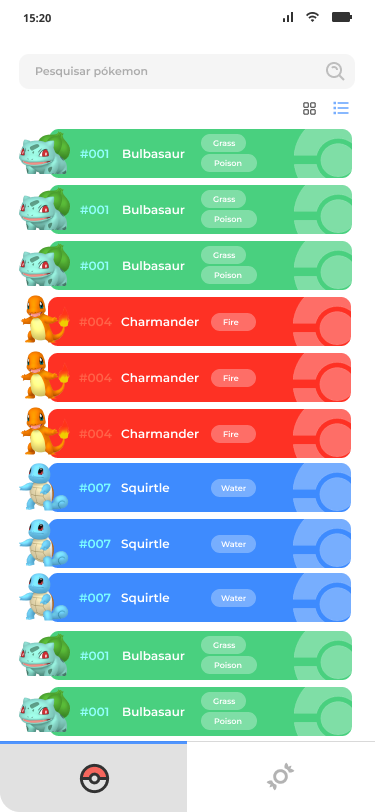 15:20
Pesquisar pókemon
#001 Bulbasaur Grass
Poison
#001 Bulbasaur Grass
Poison
#001 Bulbasaur Grass
Poison
#004 Charmander Fire
#004 Charmander Fire
#004 Charmander Fire
#007 Squirtle Water
#007 Squirtle Water
#007 Squirtle Water
#001 Bulbasaur Grass
Poison
#001 Bulbasaur Grass
Poison